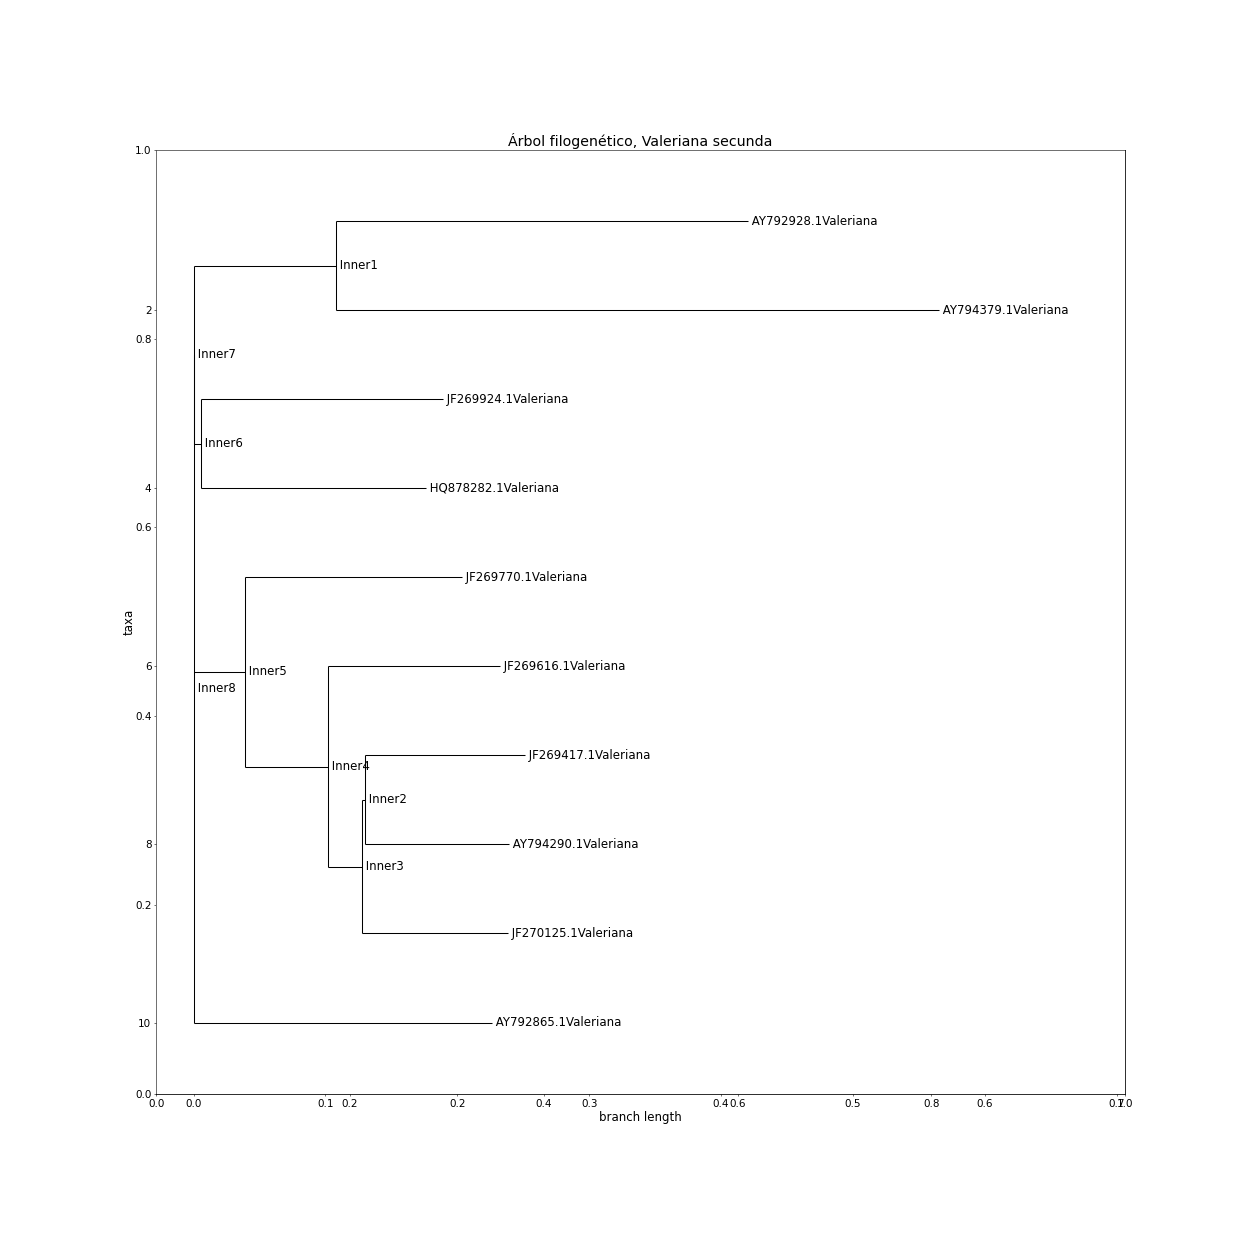 Árbol filogenético, Valeriana secunda
1.0
AY792928.1Valeriana
Inner1
2
AY794379.1Valeriana
0.8
Inner7
JF269924.1Valeriana
Inner6
4
HQ878282.1Valeriana
0.6
JF269770.1Valeriana
taxa
6
JF269616.1Valeriana
Inner5
Inner8
0.4
JF269417.1Valeriana
Inner4
Inner2
8
AY794290.1Valeriana
Inner3
0.2
JF270125.1Valeriana
10
AY792865.1Valeriana
0.0
0.0 0.0 0.1 0.2 0.2 0.4 0.3 0.4 0.6 0.5 0.8 0.6 0.7 1.0
branch length